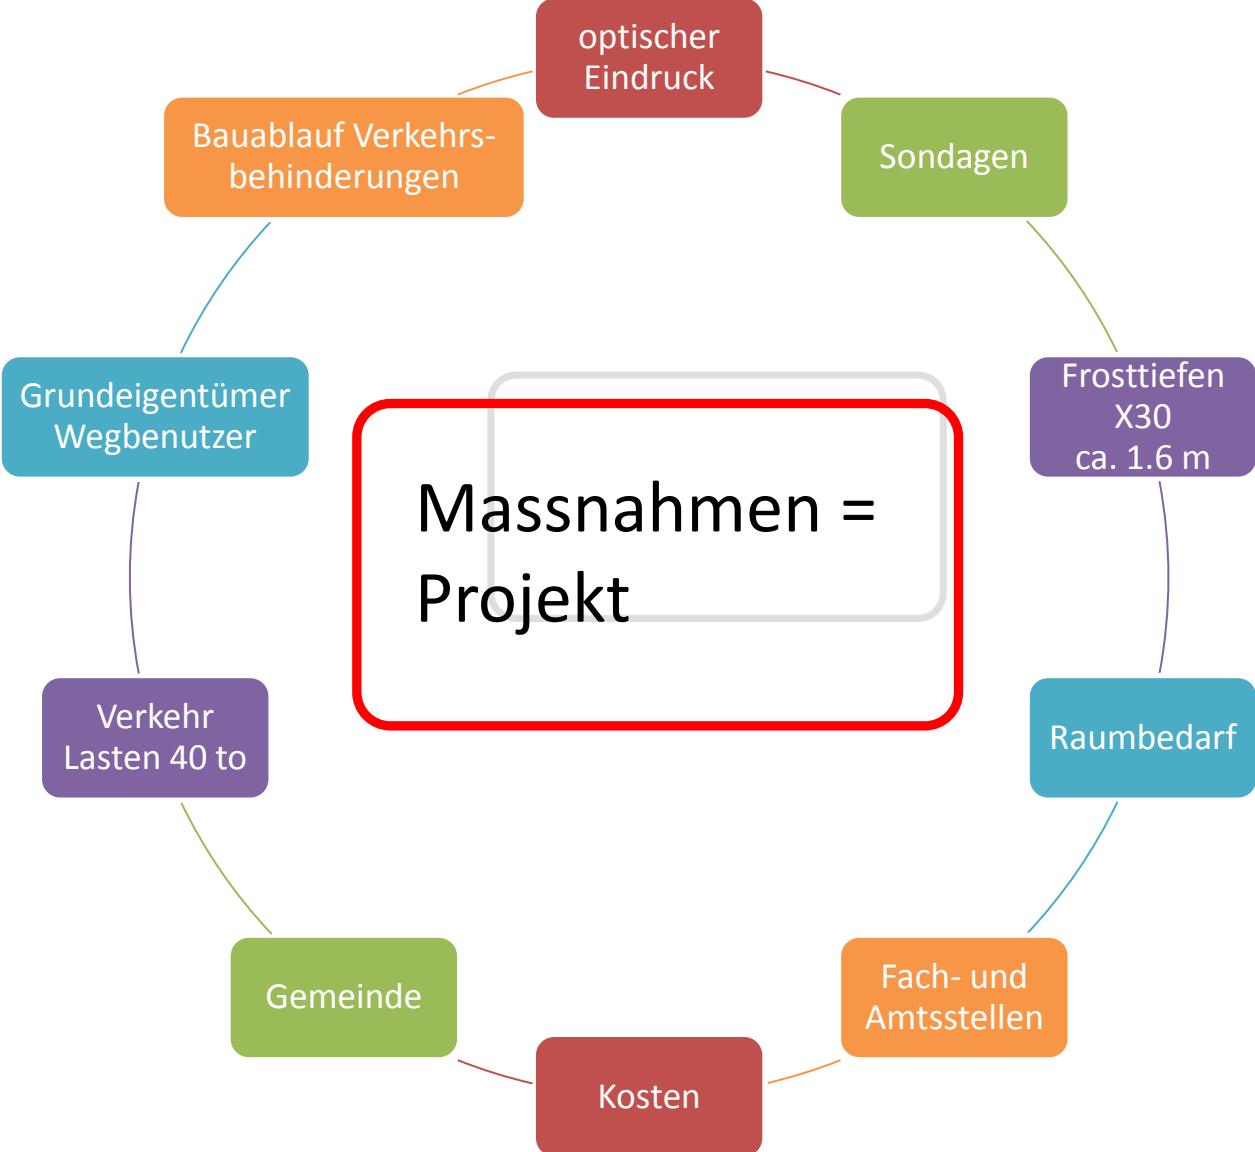 optischer
Eindruck
Sondagen
Frosttiefen
X30
ca. 1.6 m
Raumbedarf
Fach- und
Amtsstellen
Kosten
Gemeinde
Verkehr
Lasten 40 to
Grundeigentümer
Wegbenutzer
Bauablauf Verkehrs-
behinderungen
Massnahmen =
Projekt